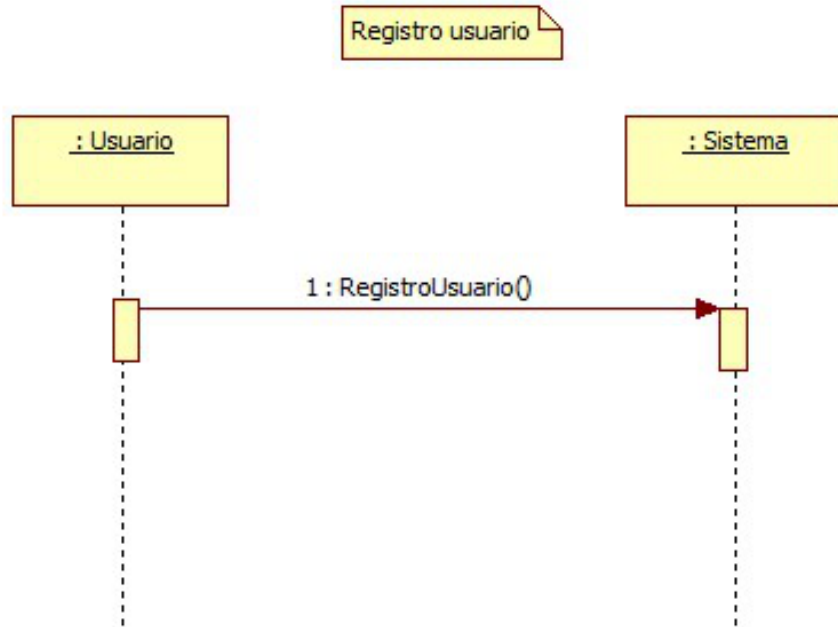 Registro usuario
: Usuario
: Sistema
1 : RegistroUsuario()